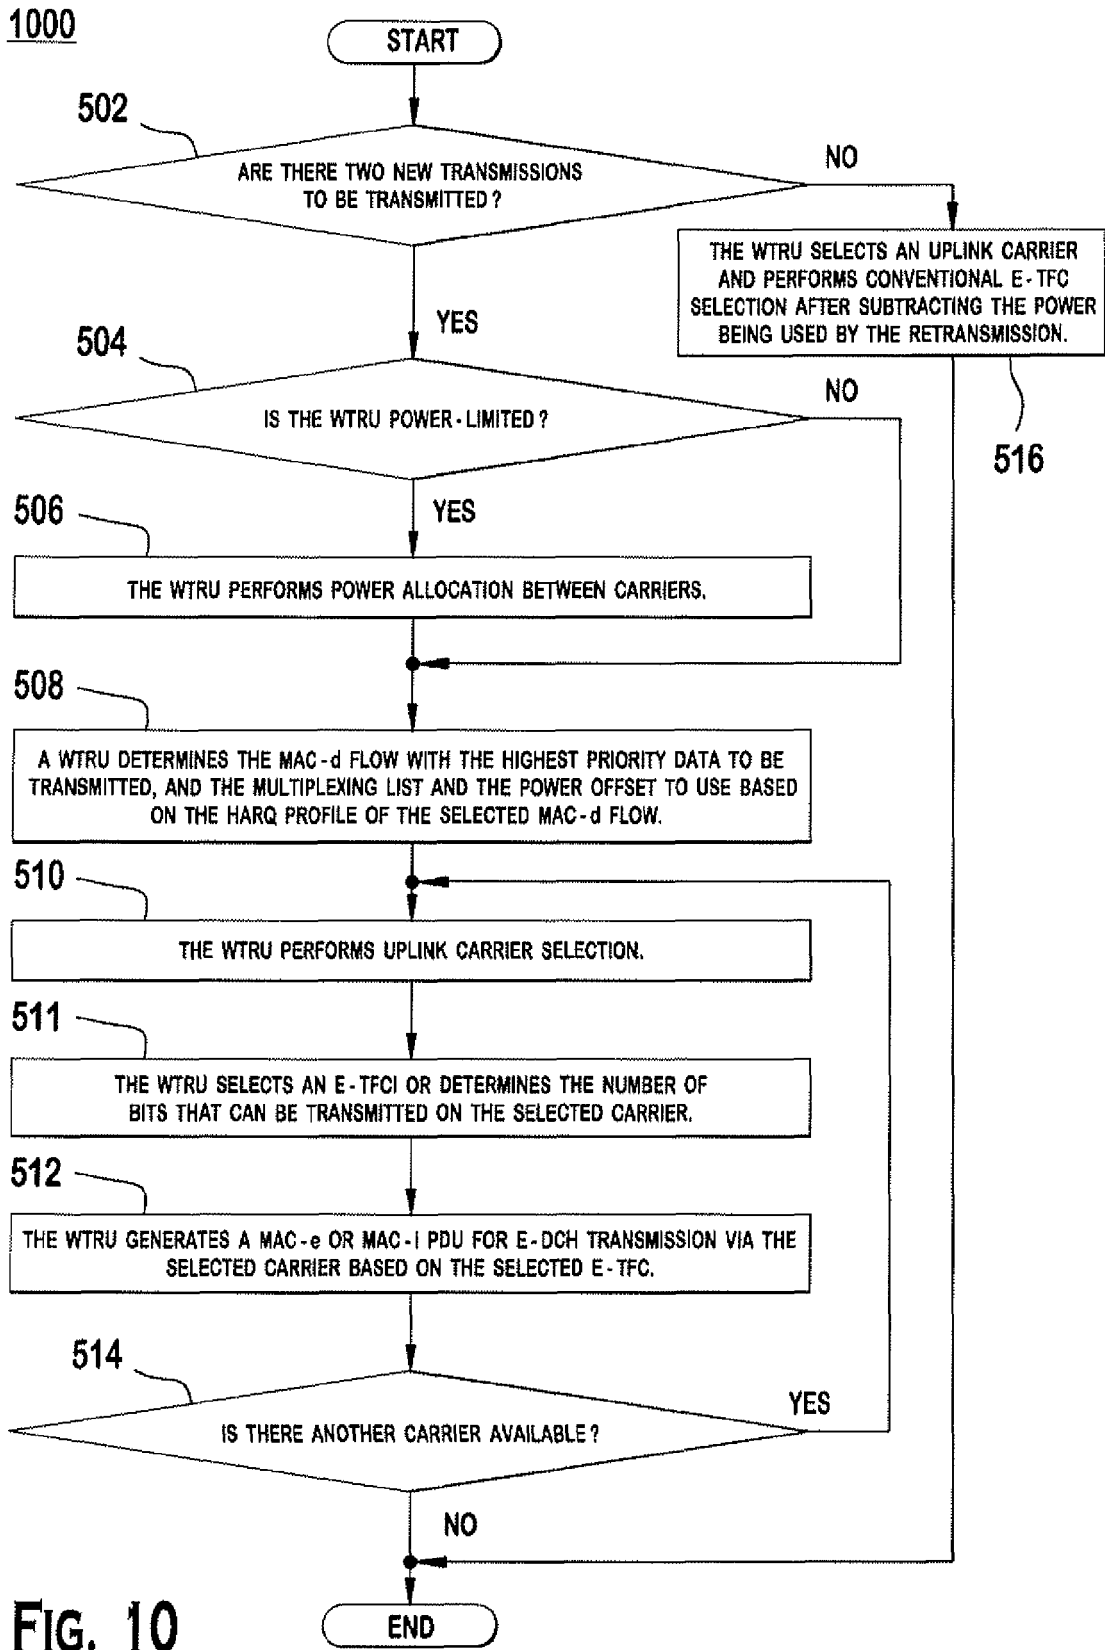 1000
START
502
ARE THERE TWO NEW TRANSMISSIONS
TO BE TRANSMITTED?
NO
THE WTRU SELECTS AN UPLINK CARRIER
AND PERFORMS CONVENTIONAL E-TFC
SELECTION AFTER SUBTRACTING THE POWER
BEING USED BY THE RETRANSMISSION.
516
YES
504
IS THE WTRU POWER-LIMITED?
NO
YES
506
THE WTRU PERFORMS POWER ALLOCATION BETWEEN CARRIERS.
508
A WTRU DETERMINES THE MAC-d FLOW WITH THE HIGHEST PRIORITY DATA TO BE
TRANSMITTED, AND THE MULTIPLEXING LIST AND THE POWER OFFSET TO USE BASED
ON THE HARQ PROFILE OF THE SELECTED MAC-d FLOW.
510
THE WTRU PERFORMS UPLINK CARRIER SELECTION.
511
THE WTRU SELECTS AN E-TFCI OR DETERMINES THE NUMBER OF
BITS THAT CAN BE TRANSMITTED ON THE SELECTED CARRIER.
512
THE WTRU GENERATES A MAC-e OR MAC-i PDU FOR E-DCH TRANSMISSION VIA THE
SELECTED CARRIER BASED ON THE SELECTED E-TFC.
514
IS THERE ANOTHER CARRIER AVAILABLE?
YES
NO
END
FIG. 10